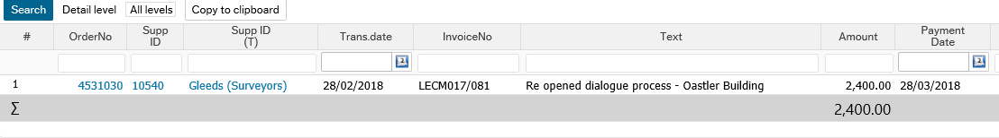 Search Detail level All levels Copy to clipboard
# OrderNo Supp ID Supp ID (T) Trans.date InvoiceNo Text Amount Payment Date
1 4531030 10540 Gleeds (Surveyors) 28/02/2018 LECM017/081 Re opened dialogue process - Oastler Building 2,400.00 28/03/2018
Σ 2,400.00